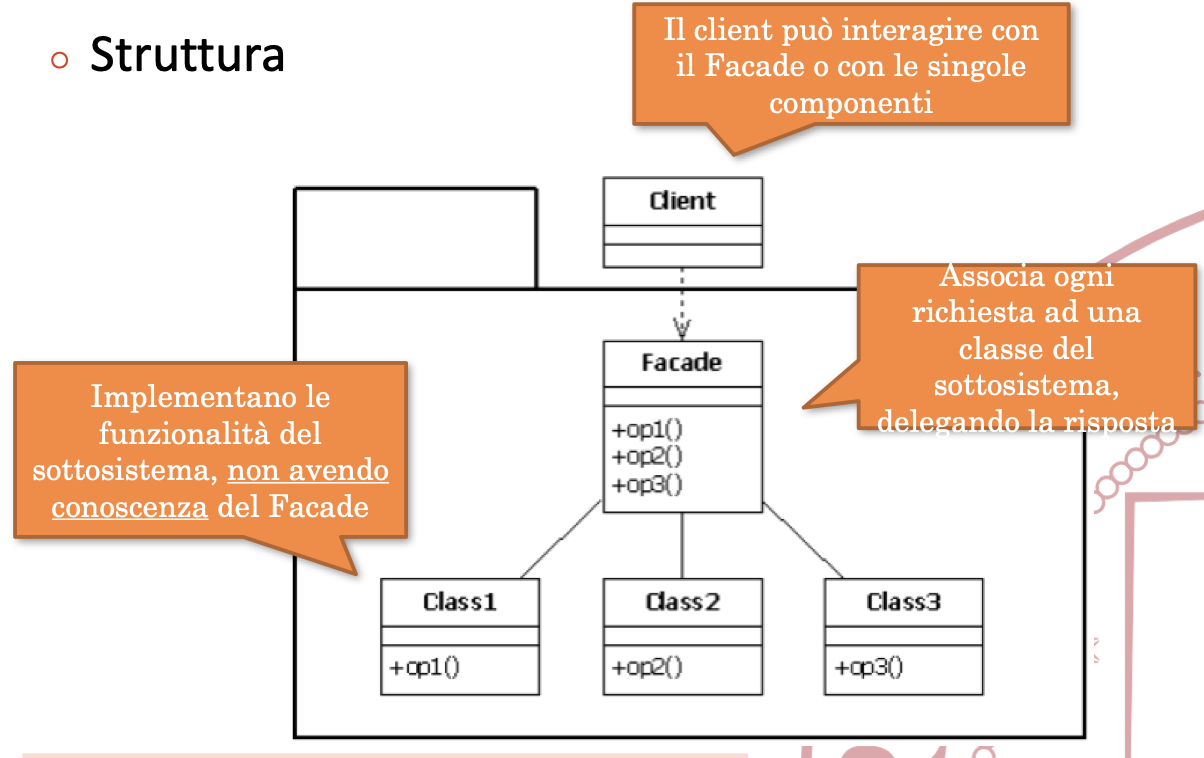 Struttura
Il client può interagire con
il Facade o con le singole
componenti
Client
Associa ogni
richiesta ad una
classe del
sottosistema,
delegando la risposta
Facade
+op1()
+op2()
+op3()
Implementano le
funzionalità del
sottosistema, non avendo
conoscenza del Facade
Class1
+op1()
Class2
+op2()
Class3
+op3()